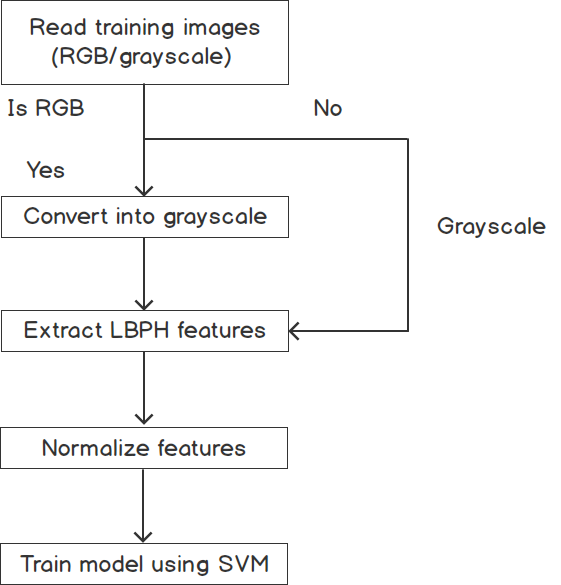 Read training images
(RGB/grayscale)
Is RGB
No
Yes
Convert into grayscale
Grayscale
Extract LBPH features
Normalize features
Train model using SVM